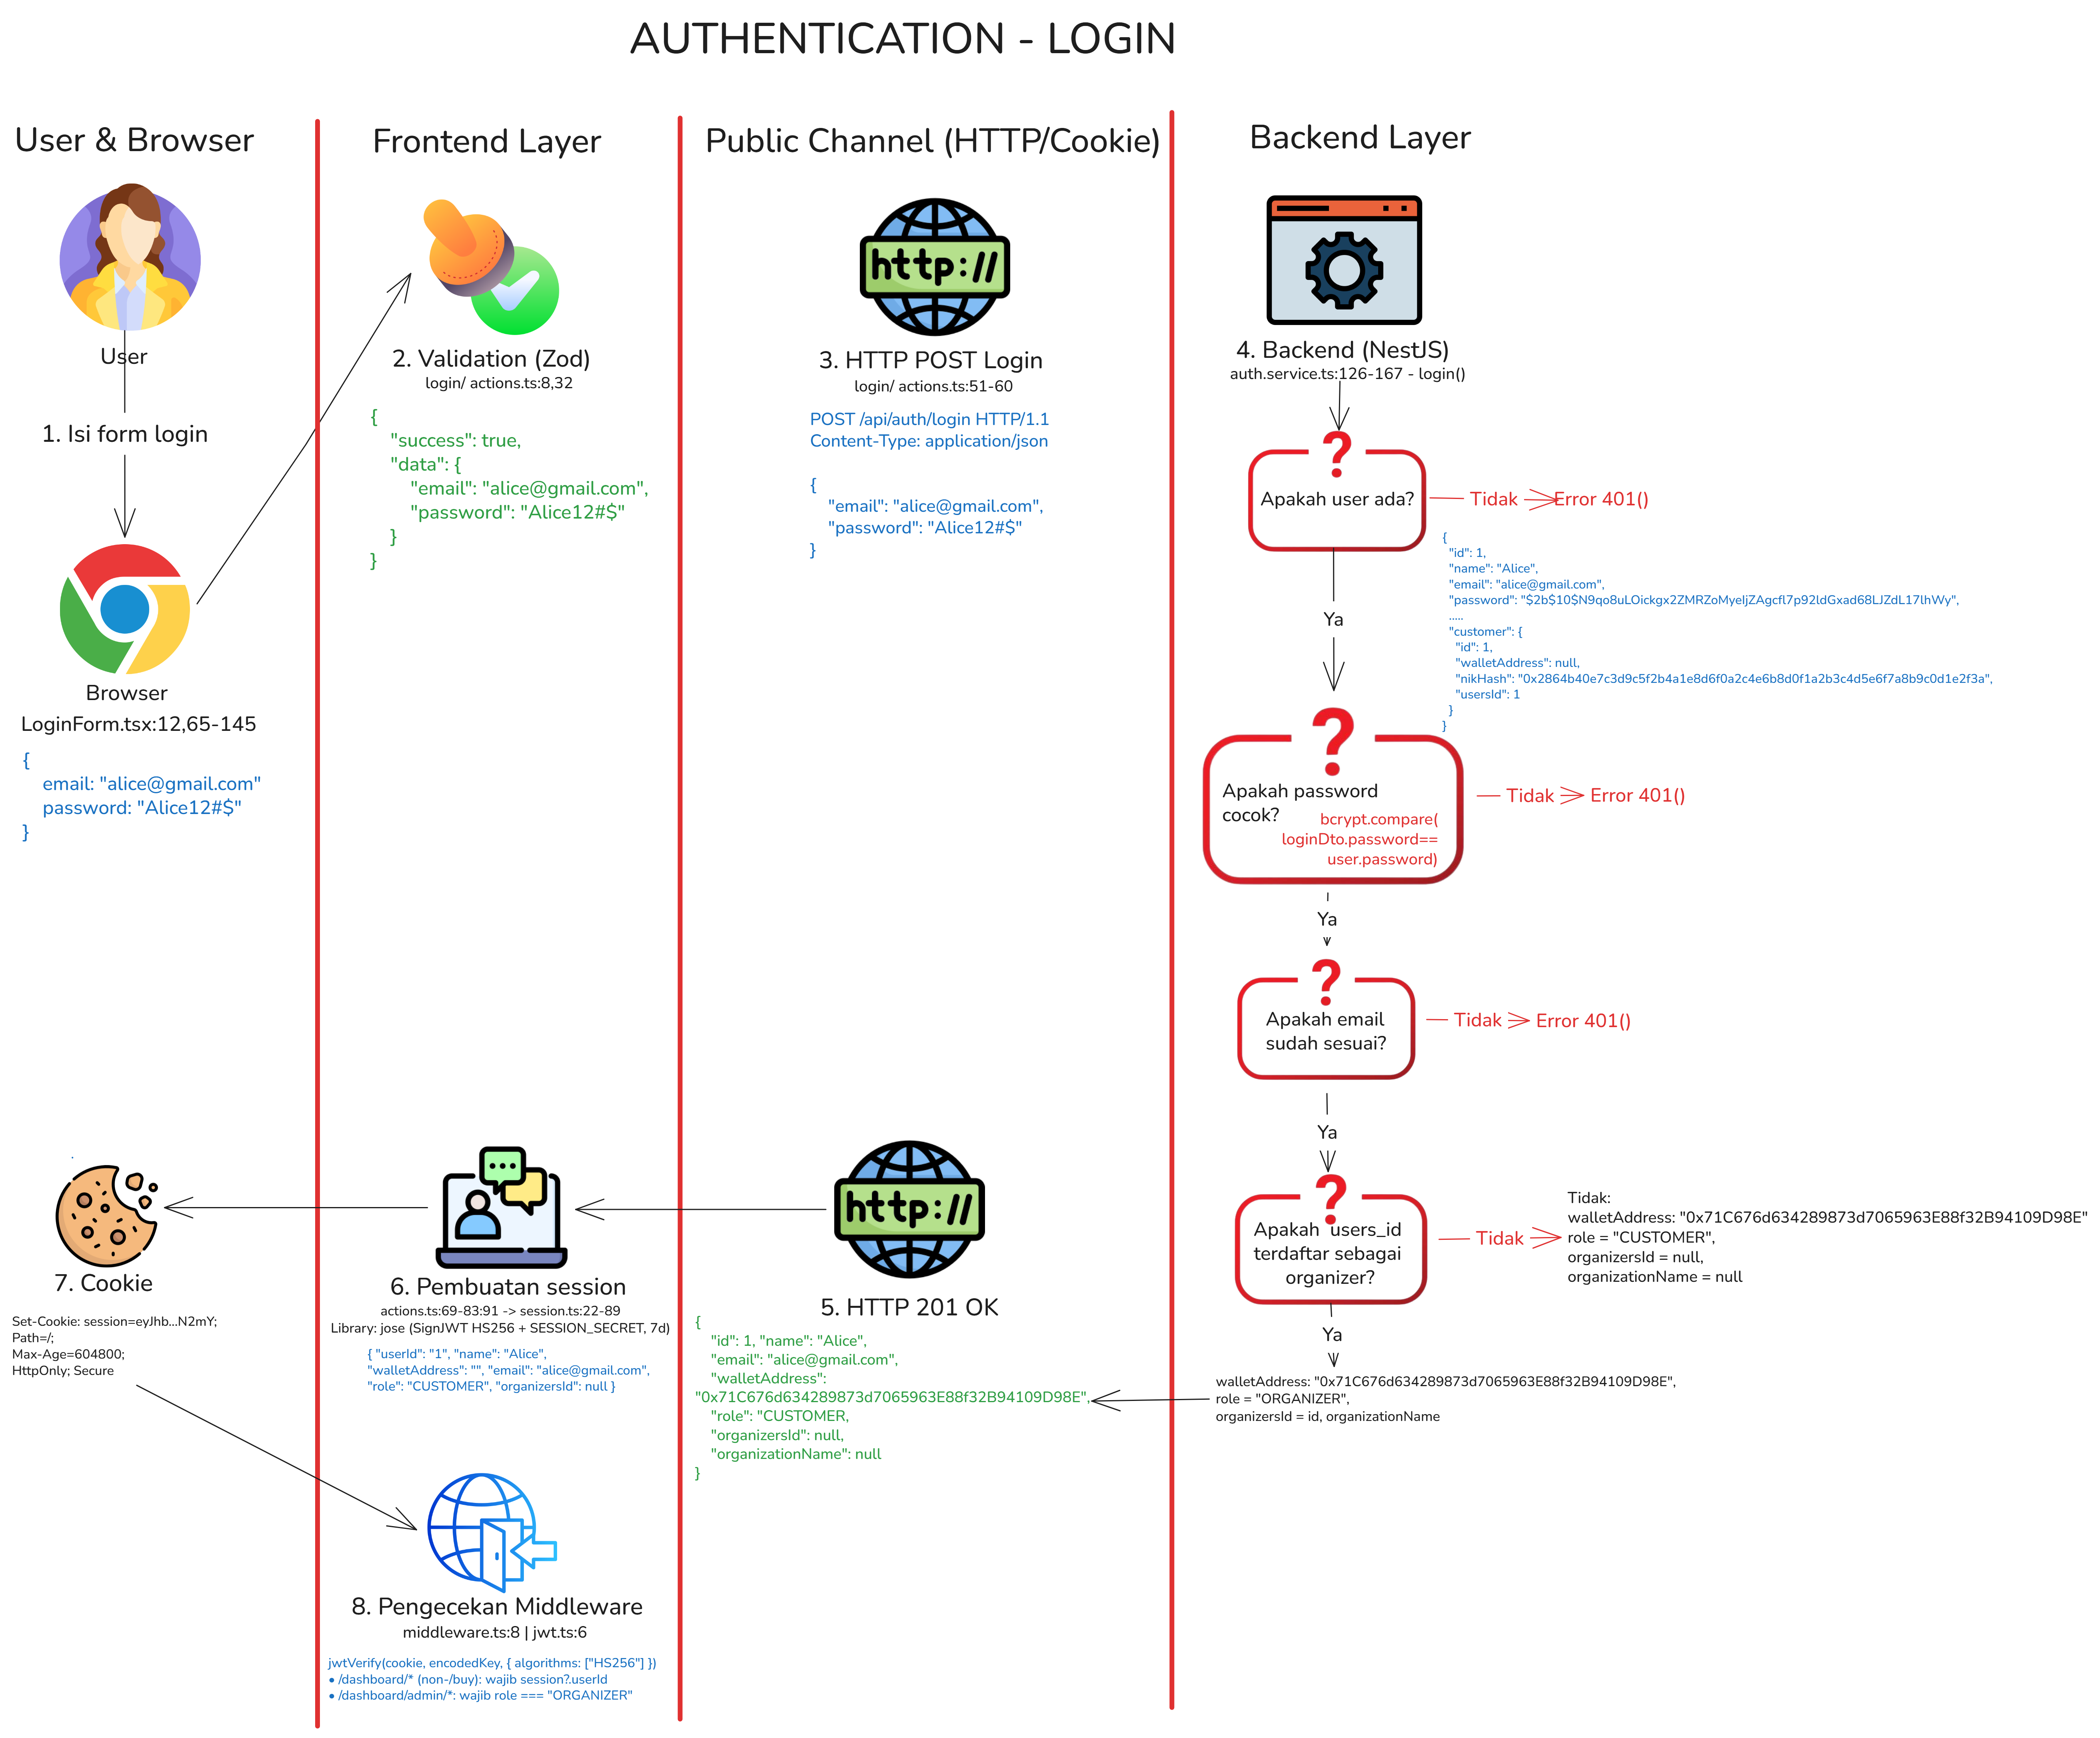 AUTHENTICATION - LOGIN
User & Browser
User
1. Isi form login
Browser
LoginForm.tsx:12,65-145
{
email: "alice@gmail.com"
password: "Alice12#$"
}
7. Cookie
Set-Cookie: session=eyJhb...N2mY;
Path=/;
Max-Age=604800;
HttpOnly; Secure
Frontend Layer
2. Validation (Zod)
login/ actions.ts:8,32
{
"success": true,
"data": {
"email": "alice@gmail.com",
"password": "Alice12#$"
}
}
6. Pembuatan session
actions.ts:69-83:91 -> session.ts:22-89
Library: jose (SignJWT HS256 + SESSION_SECRET, 7d)
{ "userId": "1", "name": "Alice",
"walletAddress": "", "email": "alice@gmail.com",
"role": "CUSTOMER", "organizersId": null }
8. Pengecekan Middleware
middleware.ts:8 | jwt.ts:6
jwtVerify(cookie, encodedKey, { algorithms: ["HS256"] })
• /dashboard/* (non-/buy): wajib session?.userId
• /dashboard/admin/*: wajib role === "ORGANIZER"
Public Channel (HTTP/Cookie)
http://
3. HTTP POST Login
login/ actions.ts:51-60
POST /api/auth/login HTTP/1.1
Content-Type: application/json
{
"email": "alice@gmail.com",
"password": "Alice12#$"
}
http://
5. HTTP 201 OK
{
"id": 1, "name": "Alice",
"email": "alice@gmail.com",
"walletAddress":
"0x71C676d634289873d7065963E88f32B94109D98E",
"role": "CUSTOMER,
"organizersId": null,
"organizationName": null
}
Backend Layer
4. Backend (NestJS)
auth.service.ts:126-167 - login()
?
Apakah user ada?
Tidak
Error 401()
{
"id": 1,
"name": "Alice",
"email": "alice@gmail.com",
"password": "$2b$10$N9qo8uLOickgx2ZMRZoMyeIjZAgcfl7p92ldGxad68LJZdL17lhWy",
.....
"customer": {
"id": 1,
"walletAddress": null,
"nikHash": "0x2864b40e7c3d9c5f2b4a1e8d6f0a2c4e6b8d0f1a2b3c4d5e6f7a8b9c0d1e2f3a",
"usersId": 1
}
}
Ya
?
Apakah password
cocok?
bcrypt.compare(
loginDto.password==
user.password)
Tidak
Error 401()
Ya
?
Apakah email
sudah sesuai?
Tidak
Error 401()
Ya
?
Apakah users_id
terdaftar sebagai
organizer?
Tidak
Tidak:
walletAddress: "0x71C676d634289873d7065963E88f32B94109D98E"
role = "CUSTOMER",
organizersId = null,
organizationName = null
Ya
walletAddress: "0x71C676d634289873d7065963E88f32B94109D98E",
role = "ORGANIZER",
organizersId = id, organizationName